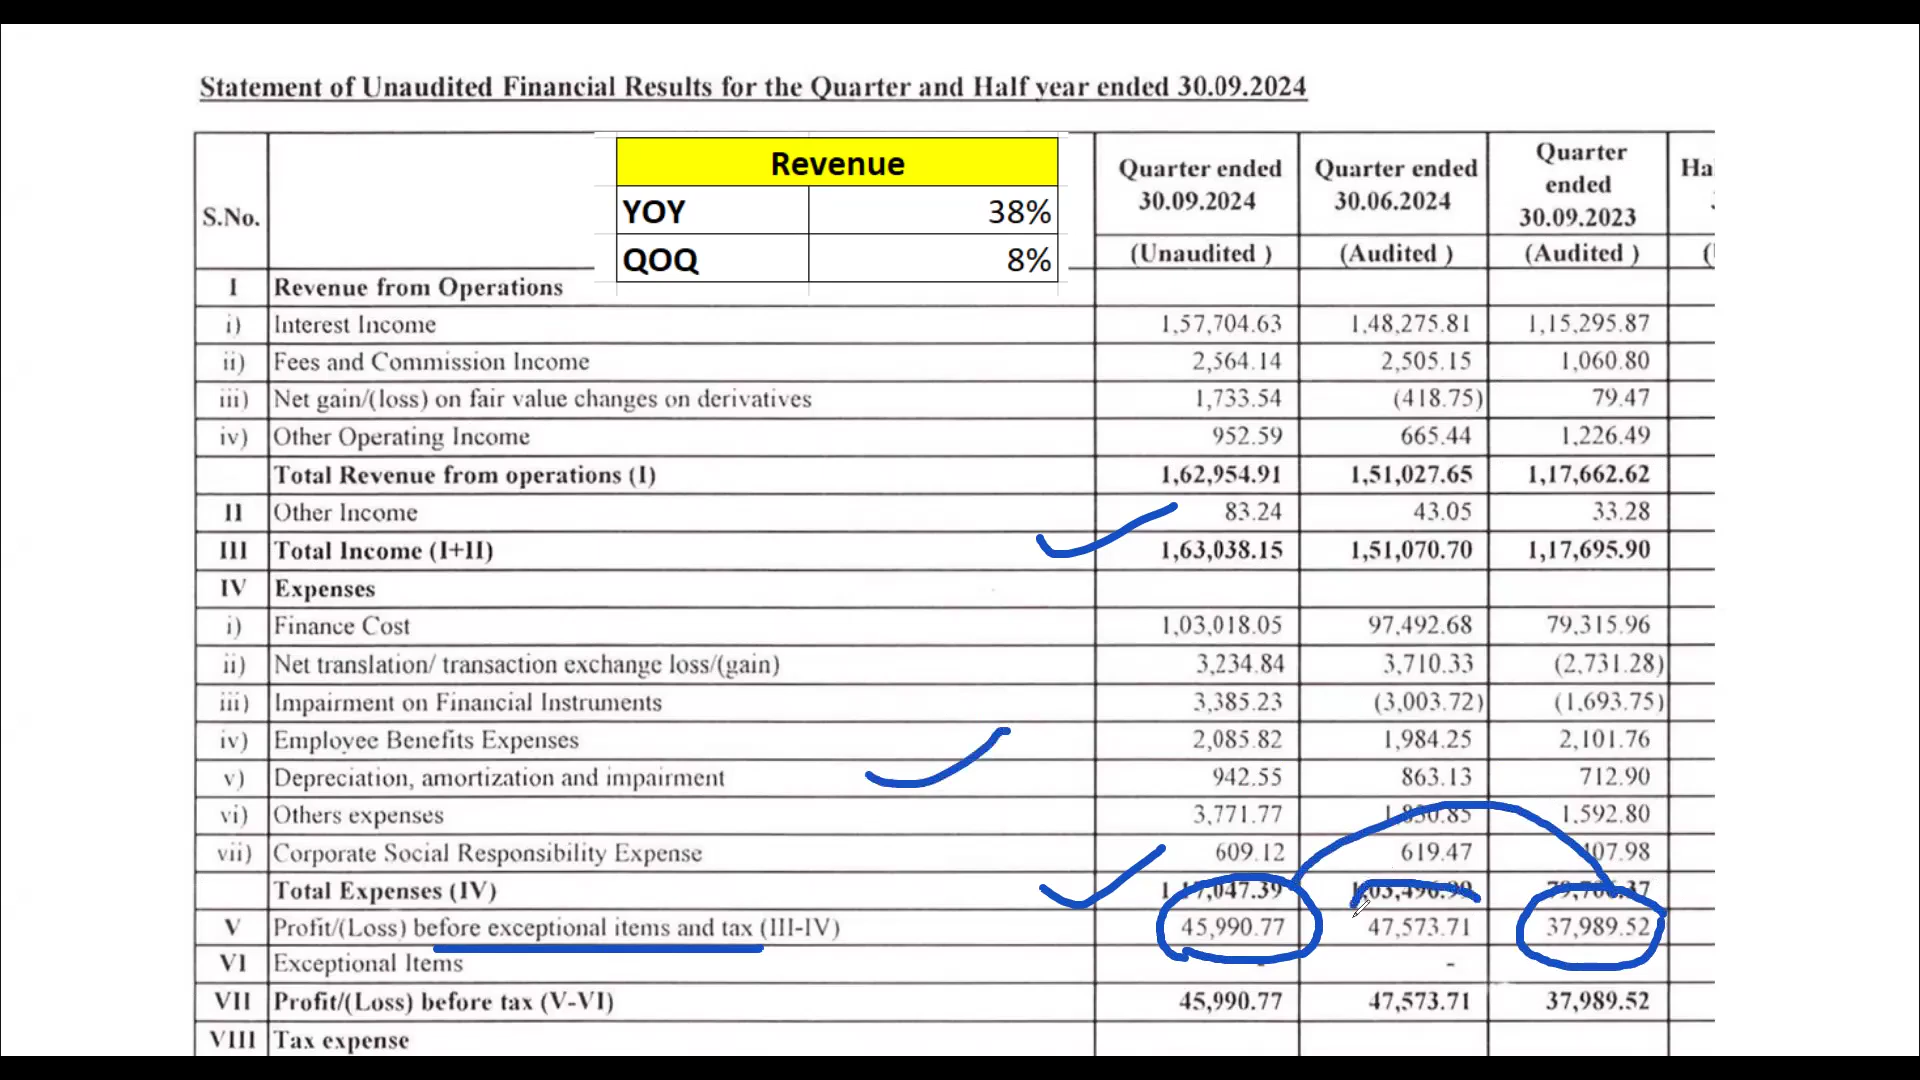 Statement of Unaudited Financial Results for the Quarter and Half year ended 30.09.2024
Revenue
YOY 38%
QOQ 8%
S.No. Quarter ended 30.09.2024 Quarter ended 30.06.2024 Quarter ended 30.09.2023
(Unaudited ) (Audited ) (Audited )
I Revenue from Operations
i) Interest Income 1,57,704.63 1,48,275.81 1,15,295.87
ii) Fees and Commission Income 2,564.14 2,505.15 1,060.80
iii) Net gain/(loss) on fair value changes on derivatives 1,733.54 (418.75) 79.47
iv) Other Operating Income 952.59 665.44 1,226.49
Total Revenue from operations (I) 1,62,954.91 1,51,027.65 1,17,662.62
II Other Income 83.24 43.05 33.28
III Total Income (I+II) 1,63,038.15 1,51,070.70 1,17,695.90
IV Expenses
i) Finance Cost 1,03,018.05 97,492.68 79,315.96
ii) Net translation/ transaction exchange loss/(gain) 3,234.84 3,710.33 (2,731.28)
iii) Impairment on Financial Instruments 3,385.23 (3,003.72) (1,693.75)
iv) Employee Benefits Expenses 2,085.82 1,984.25 2,101.76
v) Depreciation, amortization and impairment 942.55 863.13 712.90
vi) Others expenses 3,771.77 1,830.85 1,592.80
vii) Corporate Social Responsibility Expense 609.12 619.47 407.98
Total Expenses (IV) 1,17,047.39 1,03,496.99
V Profit/(Loss) before exceptional items and tax (III-IV) 45,990.77 47,573.71 37,989.52
VI Exceptional Items - -
VII Profit/(Loss) before tax (V-VI) 45,990.77 47,573.71 37,989.52
VIII Tax expense